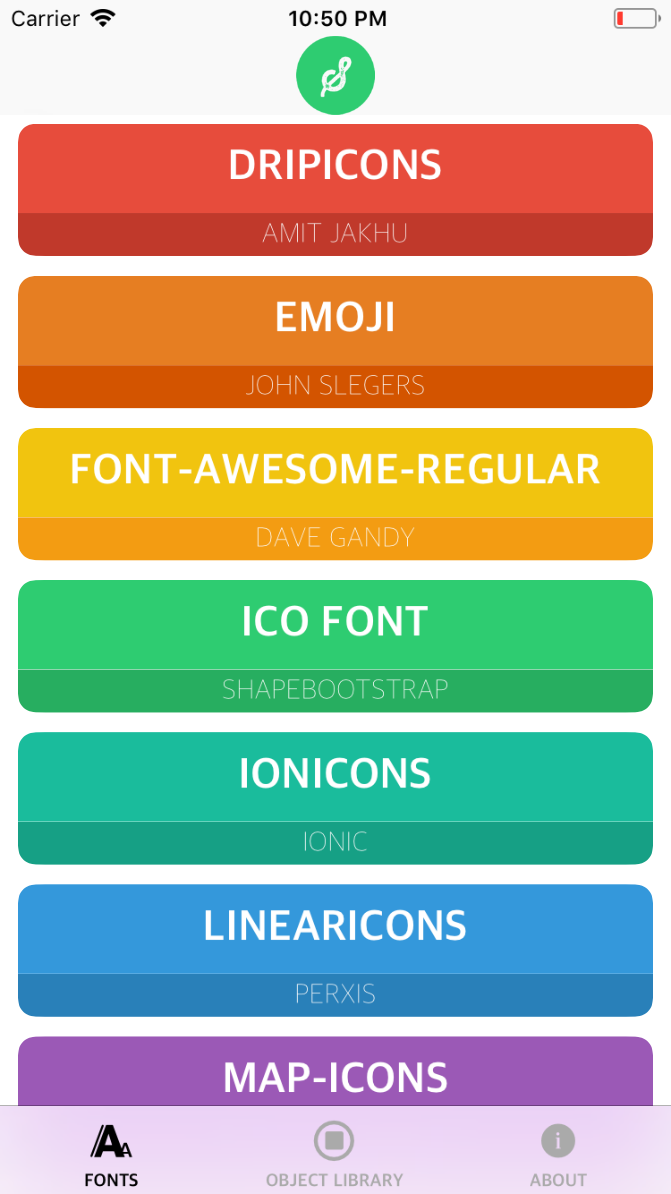 Carrier 10:50 PM
DRIPICONS
AMIT JAKHU
EMOJI
JOHN SLEGERS
FONT-AWESOME-REGULAR
DAVE GANDY
ICO FONT
SHAPEBOOTSTRAP
IONICONS
IONIC
LINEARICONS
PERXIS
MAP-ICONS
FONTS OBJECT LIBRARY ABOUT